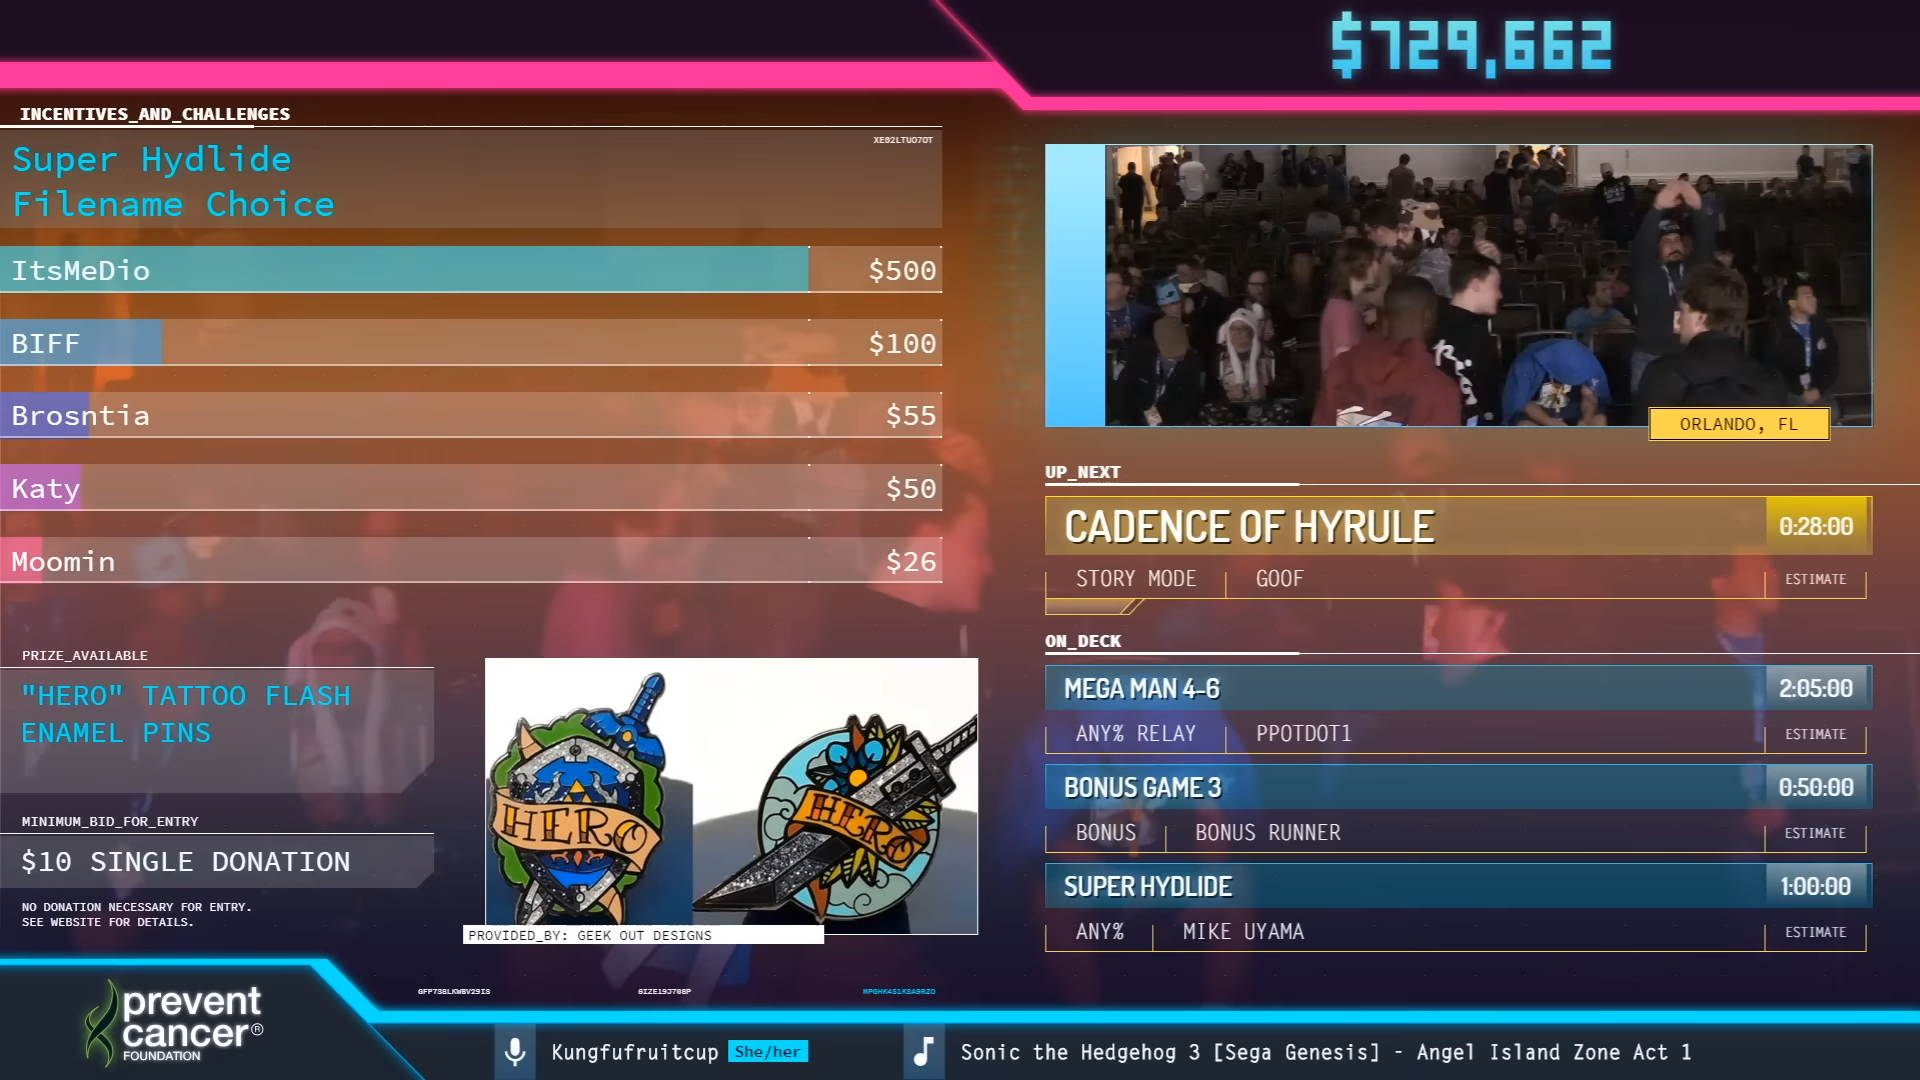 $729,662
INCENTIVES_AND_CHALLENGES
XE82LTUO7OT
Super Hydlide
Filename Choice
ItsMeDio $500
BIFF $100
Brosntia $55
Katy $50
Moomin $26
PRIZE_AVAILABLE
"HERO" TATTOO FLASH
ENAMEL PINS
MINIMUM_BID_FOR_ENTRY
$10 SINGLE DONATION
NO DONATION NECESSARY FOR ENTRY.
SEE WEBSITE FOR DETAILS.
HERO
HERO
PROVIDED_BY: GEEK OUT DESIGNS
ORLANDO, FL
UP_NEXT
CADENCE OF HYRULE 0:28:00
STORY MODE GOOF ESTIMATE
ON_DECK
MEGA MAN 4-6 2:05:00
ANY% RELAY PPOTDOT1 ESTIMATE
BONUS GAME 3 0:50:00
BONUS BONUS RUNNER ESTIMATE
SUPER HYDLIDE 1:00:00
ANY% MIKE UYAMA ESTIMATE
prevent
cancer®
FOUNDATION
Kungfufruitcup She/her
Sonic the Hedgehog 3 [Sega Genesis] - Angel Island Zone Act 1